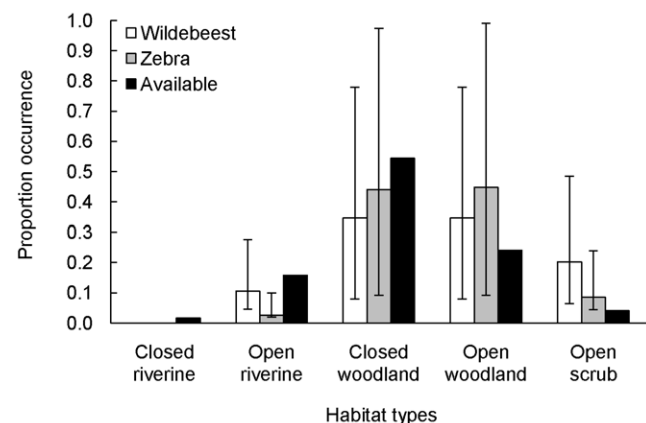 1.0
0.9
0.8
0.7
0.6
0.5
0.4
0.3
0.2
0.1
0.0
Proportion occurrence
Wildebeest
Zebra
Available
Closed riverine
Open riverine
Closed woodland
Open woodland
Open scrub
Habitat types